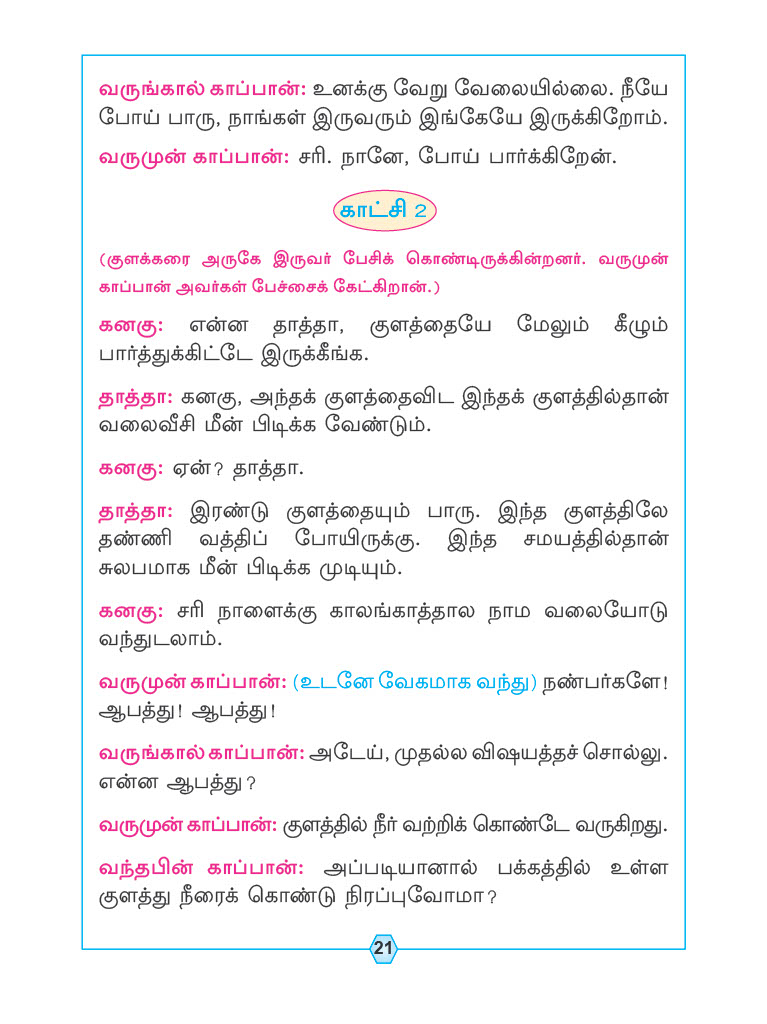 வருங்கால் காப்பான்: உனக்கு வேறு வேலையில்லை. நீயே
போய் பாரு, நாங்கள் இருவரும் இங்கேயே இருக்கிறோம்.
வருமுன் காப்பான்: சரி. நானே, போய் பார்க்கிறேன்.
காட்சி 2
(குளக்கரை அருகே இருவர் பேசிக் கொண்டிருக்கின்றனர். வருமுன்
காப்பான் அவர்கள் பேச்சைக் கேட்கிறான்.)
கனகு: என்ன தாத்தா, குளத்தையே மேலும் கீழும்
பார்த்துக்கிட்டே இருக்கீங்க.
தாத்தா: கனகு, அந்தக் குளத்தைவிட இந்தக் குளத்தில்தான்
வலைவீசி மீன் பிடிக்க வேண்டும்.
கனகு: ஏன்? தாத்தா.
தாத்தா: இரண்டு குளத்தையும் பாரு. இந்த குளத்திலே
தண்ணி வத்திப் போயிருக்கு. இந்த சமயத்தில்தான்
சுலபமாக மீன் பிடிக்க முடியும்.
கனகு: சரி நாளைக்கு காலங்காத்தால நாம வலையோடு
வந்துடலாம்.
வருமுன் காப்பான்: (உடனே வேகமாக வந்து) நண்பர்களே!
ஆபத்து! ஆபத்து!
வருங்கால் காப்பான்: அடேய், முதல்ல விஷயத்தச் சொல்லு.
என்ன ஆபத்து?
வருமுன் காப்பான்: குளத்தில் நீர் வற்றிக் கொண்டே வருகிறது.
வந்தபின் காப்பான்: அப்படியானால் பக்கத்தில் உள்ள
குளத்து நீரைக் கொண்டு நிரப்புவோமா?
21